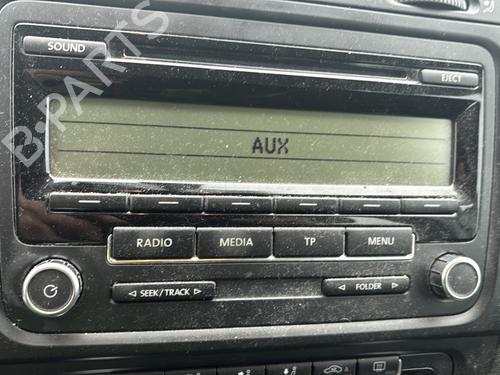 SOUND
EJECT
B-PARTS
AUX
RADIO MEDIA TP MENU
◁ SEEK/TRACK ▷ ◁ FOLDER ▷